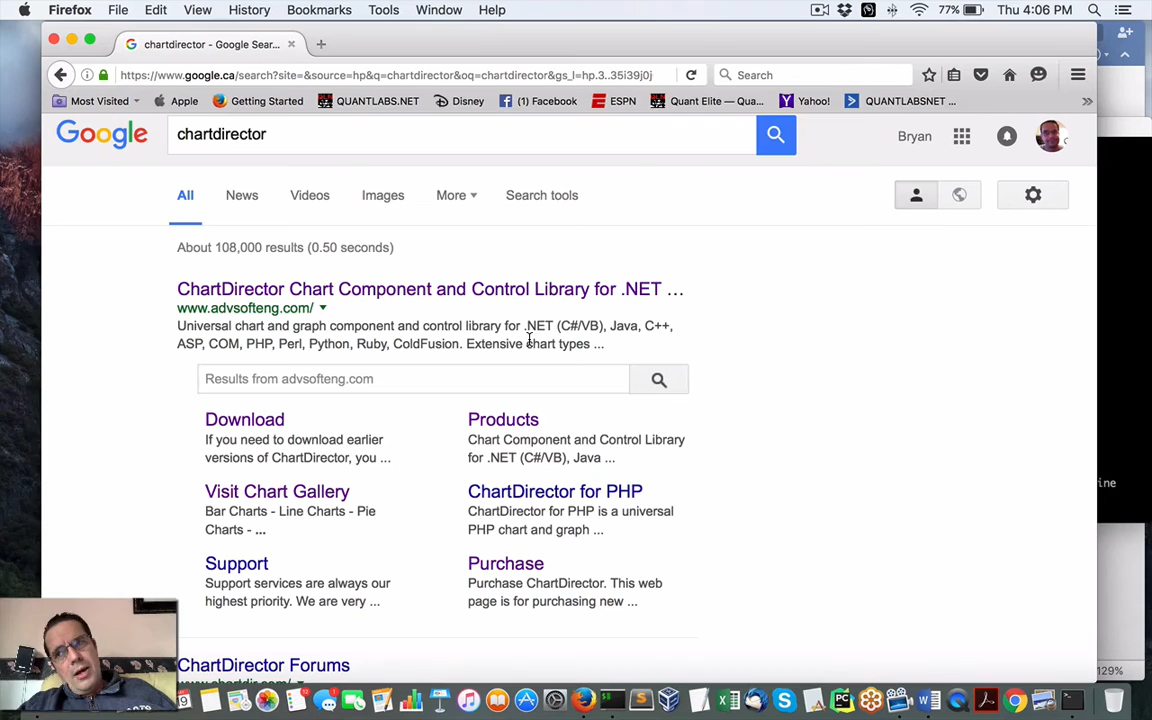 Firefox File Edit View History Bookmarks Tools Window Help 77% Thu 4:06 PM
chartdirector - Google Sear...
https://www.google.ca/search?site=&source=hp&q=chartdirector&oq=chartdirector&gs_l=hp.3..35i39j0j Search
Most Visited Apple Getting Started QUANTLABS.NET Disney (1) Facebook ESPN Quant Elite — Qua... Yahoo! QUANTLABSNET ...
Google chartdirector Bryan
All News Videos Images More Search tools
About 108,000 results (0.50 seconds)
ChartDirector Chart Component and Control Library for .NET ...
www.advsofteng.com/
Universal chart and graph component and control library for .NET (C#/VB), Java, C++,
ASP, COM, PHP, Perl, Python, Ruby, ColdFusion. Extensive chart types ...
Results from advsofteng.com
Download
If you need to download earlier
versions of ChartDirector, you ...
Products
Chart Component and Control Library
for .NET (C#/VB), Java ...
Visit Chart Gallery
Bar Charts - Line Charts - Pie
Charts - ...
ChartDirector for PHP
ChartDirector for PHP is a universal
PHP chart and graph ...
ine
Support
Support services are always our
highest priority. We are very ...
Purchase
Purchase ChartDirector. This web
page is for purchasing new ...
ChartDirector Forums
129%